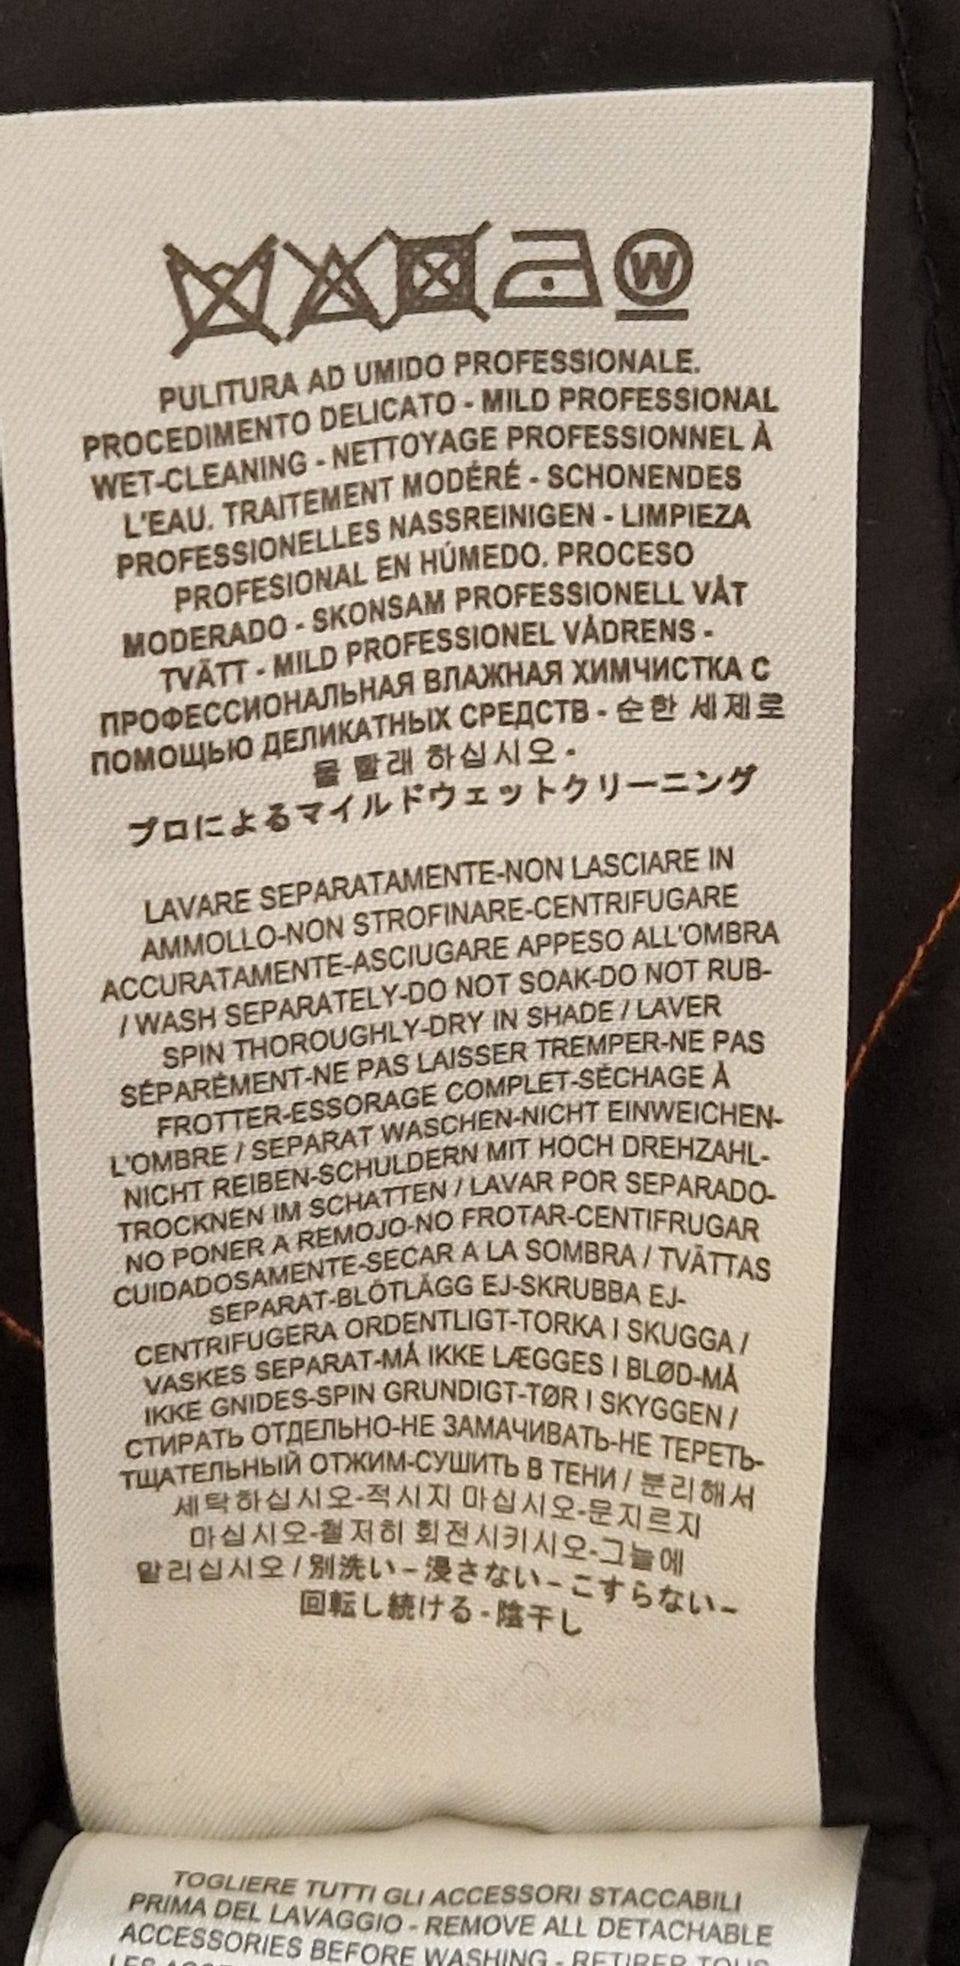 W
PULITURA AD UMIDO PROFESSIONALE.
PROCEDIMENTO DELICATO - MILD PROFESSIONAL
WET-CLEANING - NETTOYAGE PROFESSIONNEL À
L'EAU. TRAITEMENT MODÉRÉ - SCHONENDES
PROFESSIONELLES NASSREINIGEN - LIMPIEZA
PROFESIONAL EN HÚMEDO. PROCESO
MODERADO - SKONSAM PROFESSIONELL VÅT
TVÄTT - MILD PROFESSIONEL VÅDRENS -
ПРОФЕССИОНАЛЬНАЯ ВЛАЖНАЯ ХИМЧИСТКА С
ПОМОЩЬЮ ДЕЛИКАТНЫХ СРЕДСТВ - 순한 세제로
물 빨래 하십시오 -
プロによるマイルドウェットクリーニング
LAVARE SEPARATAMENTE-NON LASCIARE IN
AMMOLLO-NON STROFINARE-CENTRIFUGARE
ACCURATAMENTE-ASCIUGARE APPESO ALL'OMBRA
/ WASH SEPARATELY-DO NOT SOAK-DO NOT RUB-
SPIN THOROUGHLY-DRY IN SHADE / LAVER
SÉPARÉMENT-NE PAS LAISSER TREMPER-NE PAS
FROTTER-ESSORAGE COMPLET-SÉCHAGE À
L'OMBRE / SEPARAT WASCHEN-NICHT EINWEICHEN-
NICHT REIBEN-SCHULDERN MIT HOCH DREHZAHL-
TROCKNEN IM SCHATTEN / LAVAR POR SEPARADO-
NO PONER A REMOJO-NO FROTAR-CENTIFRUGAR
CUIDADOSAMENTE-SECAR A LA SOMBRA / TVÄTTAS
SEPARAT-BLÖTLÄGG EJ-SKRUBBA EJ-
CENTRIFUGERA ORDENTLIGT-TORKA I SKUGGA /
VASKES SEPARAT-MÅ IKKE LÆGGES I BLØD-MÅ
IKKE GNIDES-SPIN GRUNDIGT-TØR I SKYGGEN /
СТИРАТЬ ОТДЕЛЬНО-НЕ ЗАМАЧИВАТЬ-НЕ ТЕРЕТЬ-
ТЩАТЕЛЬНЫЙ ОТЖИМ-СУШИТЬ В ТЕНИ / 분리해서
세탁하십시오-적시지 마십시오-문지르지
마십시오-철저히 회전시키시오-그늘에
말리십시오 / 別洗い－浸さない－こすらない－
回転し続ける - 陰干し
TOGLIERE TUTTI GLI ACCESSORI STACCABILI
PRIMA DEL LAVAGGIO - REMOVE ALL DETACHABLE
ACCESSORIES BEFORE WASHING - RETIRER TOUS